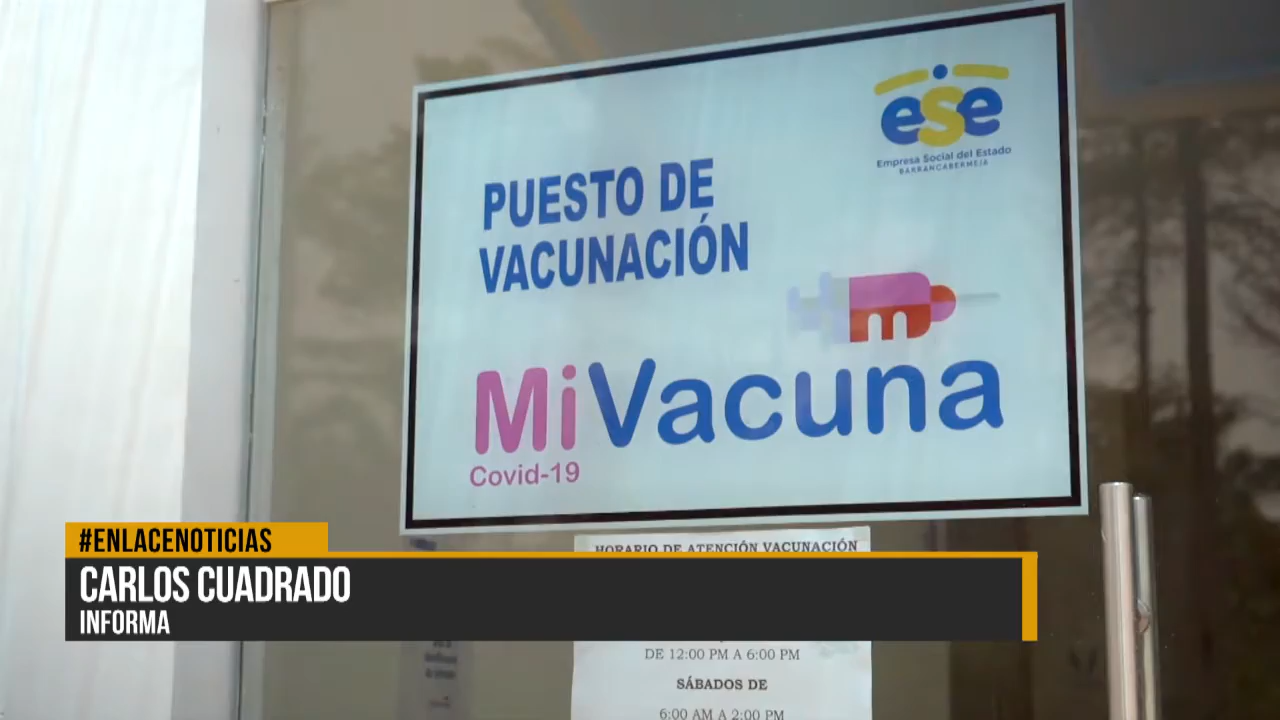 ese
Empresa Social del Estado
BARRANCABERMEJA
PUESTO DE
VACUNACIÓN
m
MiVacuna
Covid-19
#ENLACENOTICIAS
CARLOS CUADRADO
INFORMA
HORARIO DE ATENCIÓN VACUNACIÓN
DE 12:00 PM A 6:00 PM
SÁBADOS DE
6:00 AM A 2:00 PM